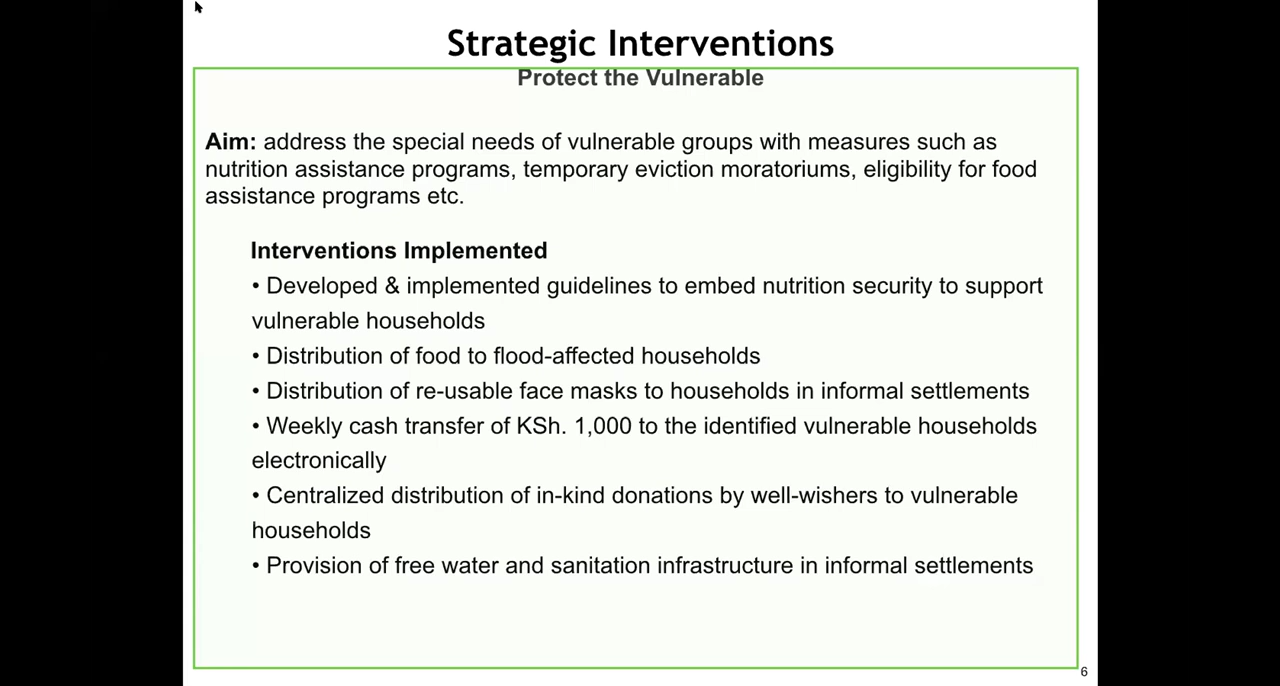 Strategic Interventions
Protect the Vulnerable
Aim: address the special needs of vulnerable groups with measures such as
nutrition assistance programs, temporary eviction moratoriums, eligibility for food
assistance programs etc.
Interventions Implemented
• Developed & implemented guidelines to embed nutrition security to support
vulnerable households
• Distribution of food to flood-affected households
• Distribution of re-usable face masks to households in informal settlements
• Weekly cash transfer of KSh. 1,000 to the identified vulnerable households
electronically
• Centralized distribution of in-kind donations by well-wishers to vulnerable
households
• Provision of free water and sanitation infrastructure in informal settlements
6